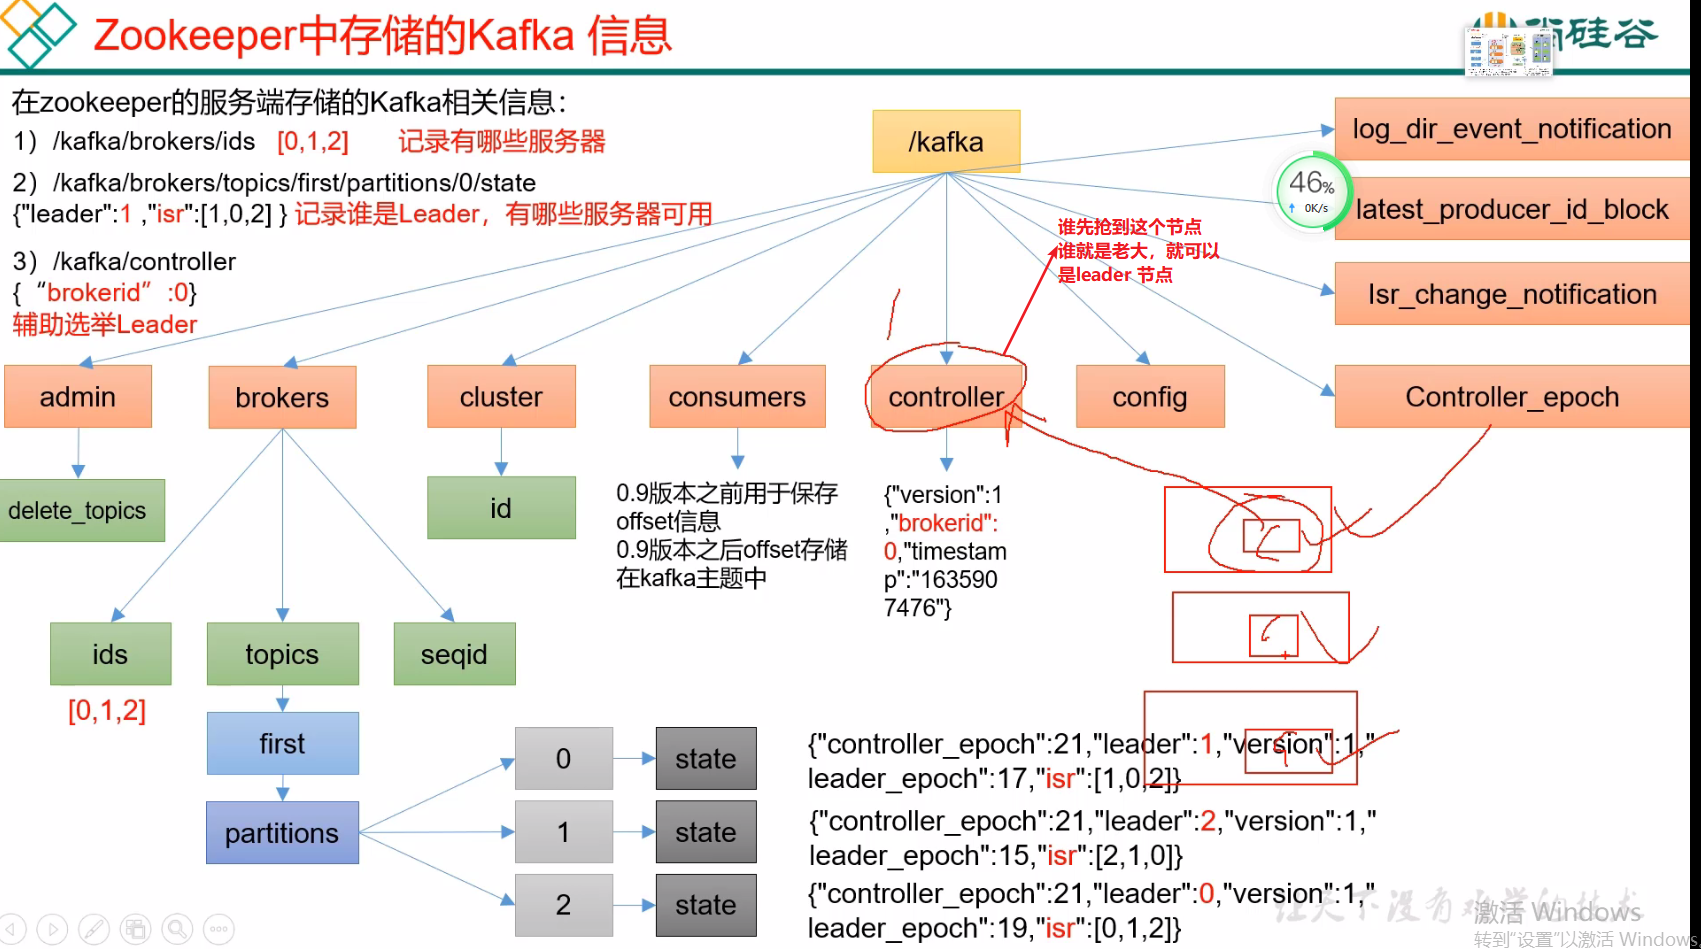 Zookeeper中存储的Kafka 信息
尚硅谷
在zookeeper的服务端存储的Kafka相关信息：
1）/kafka/brokers/ids [0,1,2] 记录有哪些服务器
2）/kafka/brokers/topics/first/partitions/0/state
{"leader":1 ,"isr":[1,0,2] } 记录谁是Leader，有哪些服务器可用
3）/kafka/controller
{“brokerid”:0}
辅助选举Leader
/kafka
log_dir_event_notification
46%
0K/s
latest_producer_id_block
谁先抢到这个节点
谁就是老大，就可以
是leader 节点
Isr_change_notification
admin
brokers
cluster
consumers
controller
config
Controller_epoch
delete_topics
id
0.9版本之前用于保存
offset信息
0.9版本之后offset存储
在kafka主题中
{"version":1
,"brokerid":
0,"timestam
p":"163590
7476"}
ids
topics
seqid
[0,1,2]
first
partitions
0
state
{"controller_epoch":21,"leader":1,"version":1,"
leader_epoch":17,"isr":[1,0,2]}
1
state
{"controller_epoch":21,"leader":2,"version":1,"
leader_epoch":15,"isr":[2,1,0]}
2
state
{"controller_epoch":21,"leader":0,"version":1,"
leader_epoch":19,"isr":[0,1,2]}
让天下没有难学的技术
激活 Windows
转到"设置"以激活 Windows。